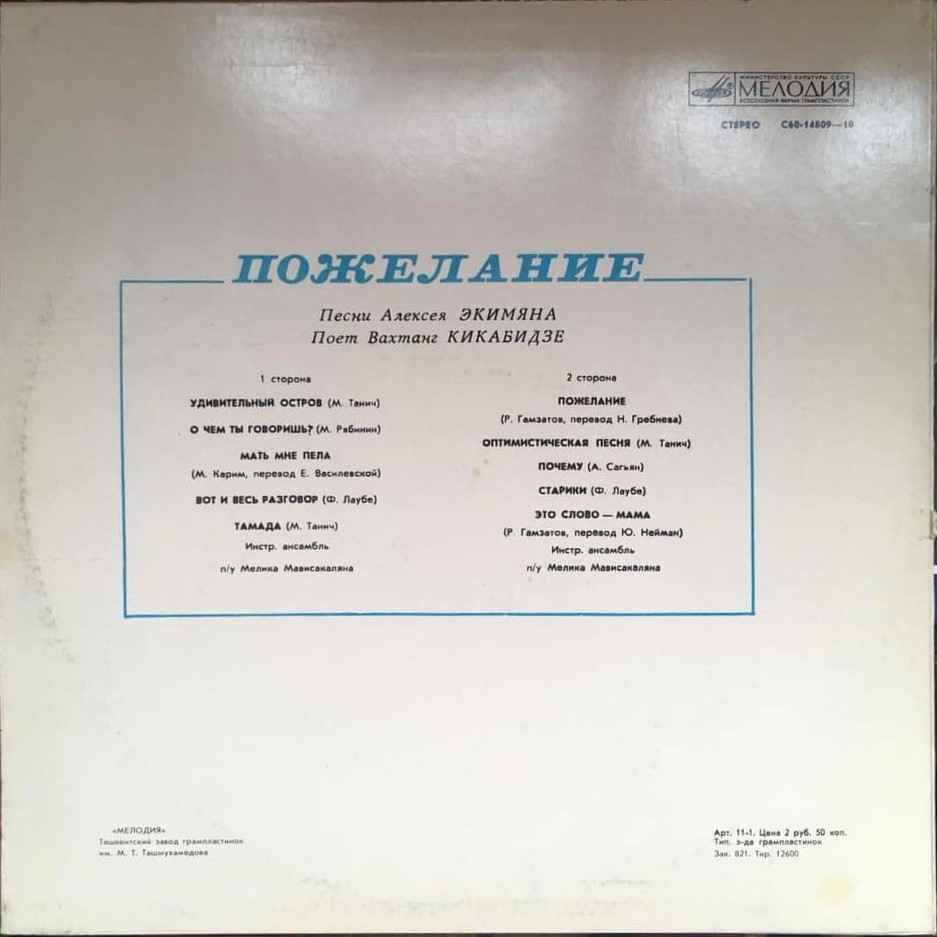 МИНИСТЕРСТВО КУЛЬТУРЫ СССР
МЕЛОДИЯ
ВСЕСОЮЗНАЯ ФИРМА ГРАМПЛАСТИНОК
СТЕРЕО С60-14809—10
ПОЖЕЛАНИЕ
Песни Алексея ЭКИМЯНА
Поет Вахтанг КИКАБИДЗЕ
1 сторона
УДИВИТЕЛЬНЫЙ ОСТРОВ (М. Танич)
О ЧЕМ ТЫ ГОВОРИШЬ? (М. Рябинин)
МАТЬ МНЕ ПЕЛА
(М. Карим, перевод Е. Василевской)
ВОТ И ВЕСЬ РАЗГОВОР (Ф. Лаубе)
ТАМАДА (М. Танич)
Инстр. ансамбль
п/у Мелика Мависакаляна
2 сторона
ПОЖЕЛАНИЕ
(Р. Гамзатов, перевод Н. Гребнева)
ОПТИМИСТИЧЕСКАЯ ПЕСНЯ (М. Танич)
ПОЧЕМУ (А. Сагьян)
СТАРИКИ (Ф. Лаубе)
ЭТО СЛОВО — МАМА
(Р. Гамзатов, перевод Ю. Нейман)
Инстр. ансамбль
п/у Мелика Мависакаляна
«МЕЛОДИЯ»
Ташкентский завод грампластинок
им. М. Т. Ташмухамедова
Арт. 11-1. Цена 2 руб. 50 коп.
Тип. з-да грампластинок
Зак. 821. Тир. 12600